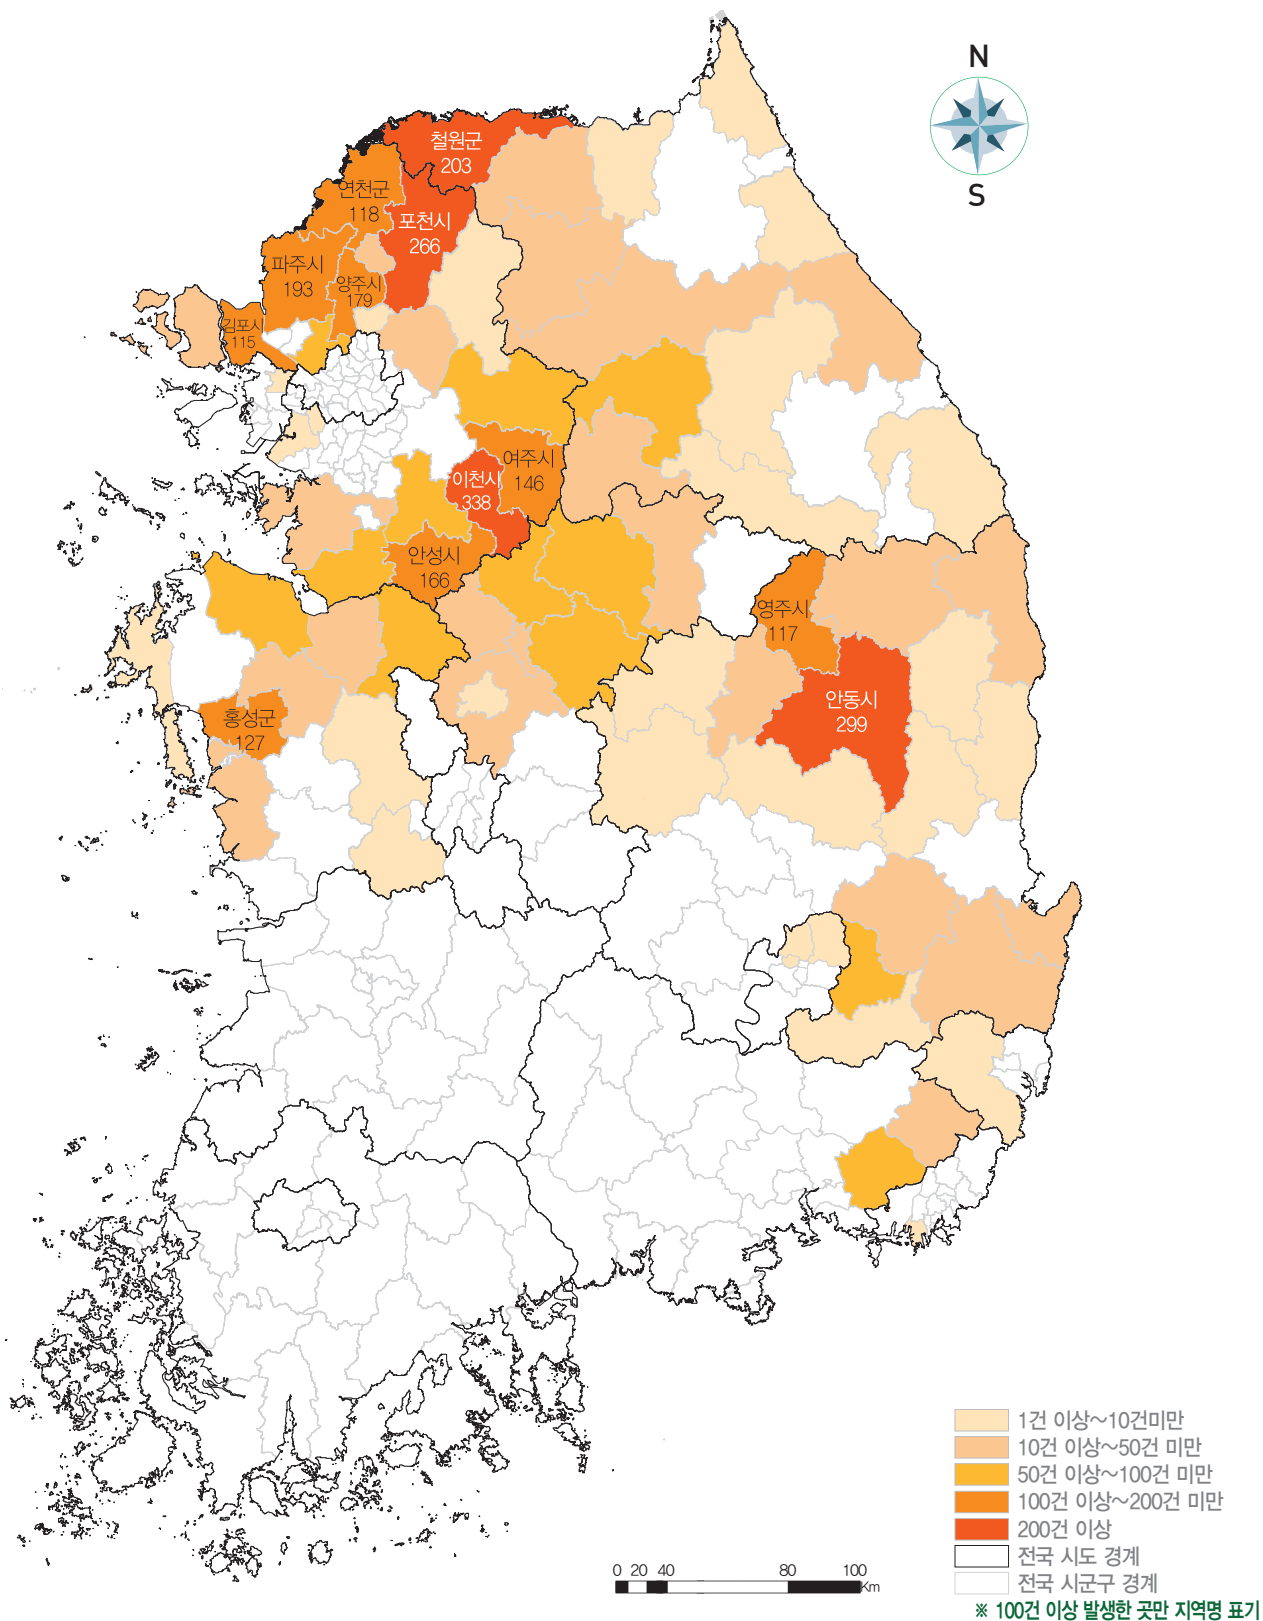 N
S
철원군
203
연천군
118
포천시
266
파주시
193
양주시
179
김포시
115
여주시
146
이천시
338
안성시
166
영주시
117
안동시
299
홍성군
127
1건 이상~10건미만
10건 이상~50건 미만
50건 이상~100건 미만
100건 이상~200건 미만
200건 이상
전국 시도 경계
전국 시군구 경계
※ 100건 이상 발생한 곳만 지역명 표기
0 20 40 80 100
Km